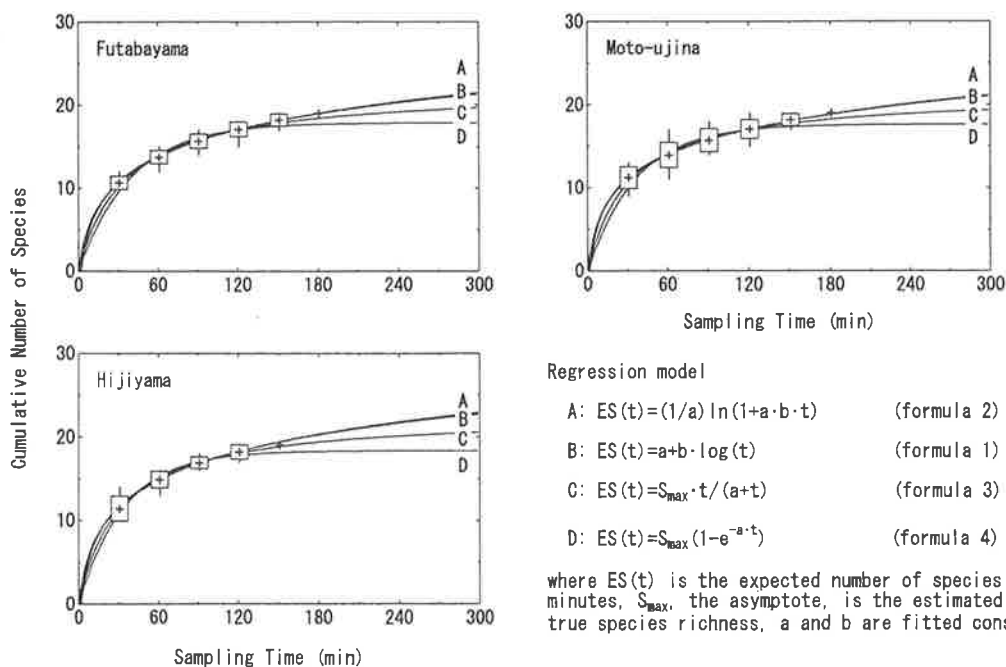 Cumulative Number of Species
30
20
10
0
Futabayama
A
B
C
D
0 60 120 180 240 300
30
20
10
0
Moto-ujina
A
B
C
D
0 60 120 180 240 300
Sampling Time (min)
30
20
10
0
Hijiyama
A
B
C
D
0 60 120 180 240 300
Sampling Time (min)
Regression model
A: ES(t)=(1/a)ln(1+a·b·t) (formula 2)
B: ES(t)=a+b·log(t) (formula 1)
C: ES(t)=Smax·t/(a+t) (formula 3)
D: ES(t)=Smax(1-e^-a·t) (formula 4)
where ES(t) is the expected number of species
minutes, Smax, the asymptote, is the estimated
true species richness, a and b are fitted cons